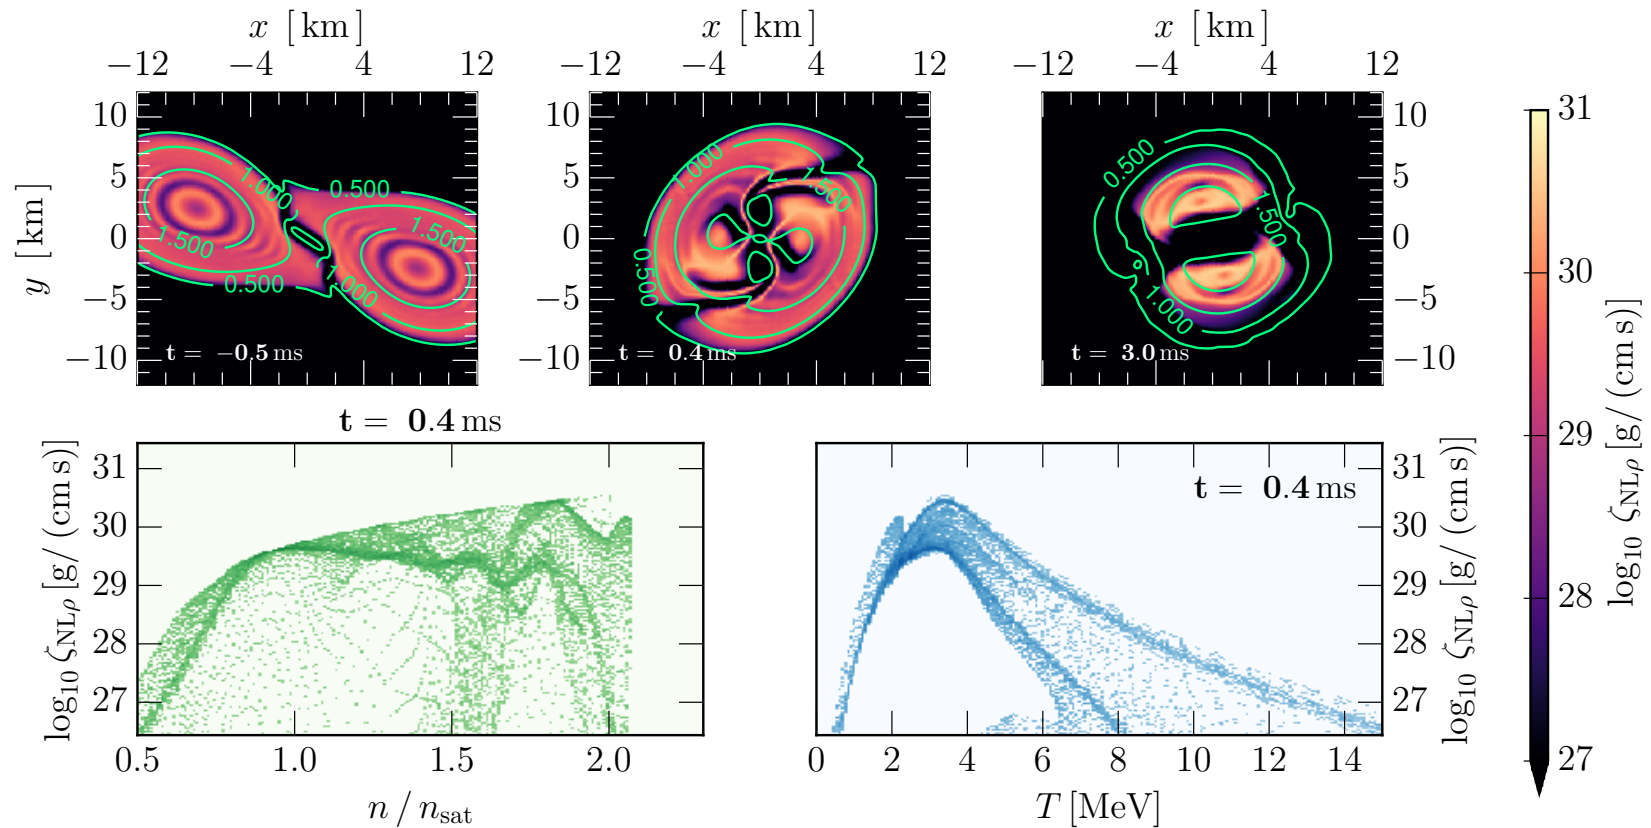 x [km] x [km] x [km]
−12 −4 4 12 −12 −4 4 12 −12 −4 4 12
y [km]
10
5
0
−5
−10
0.500
1.000
1.500
1.500
0.500
1.000
t = −0.5 ms
10
5
0
−5
−10
1.000
1.500
0.500
t = 0.4 ms
0.500
1.500
1.000
t = 3.0 ms
10
5
0
−5
−10
31
30
29
28
27
log₁₀ ζNLρ [g/ (cm s)]
t = 0.4 ms
log₁₀ ζNLρ [g/ (cm s)]
31
30
29
28
27
0.5 1.0 1.5 2.0
n / nsat
t = 0.4 ms
31
30
29
28
27
log₁₀ ζNLρ [g/ (cm s)]
0 2 4 6 8 10 12 14
T [MeV]